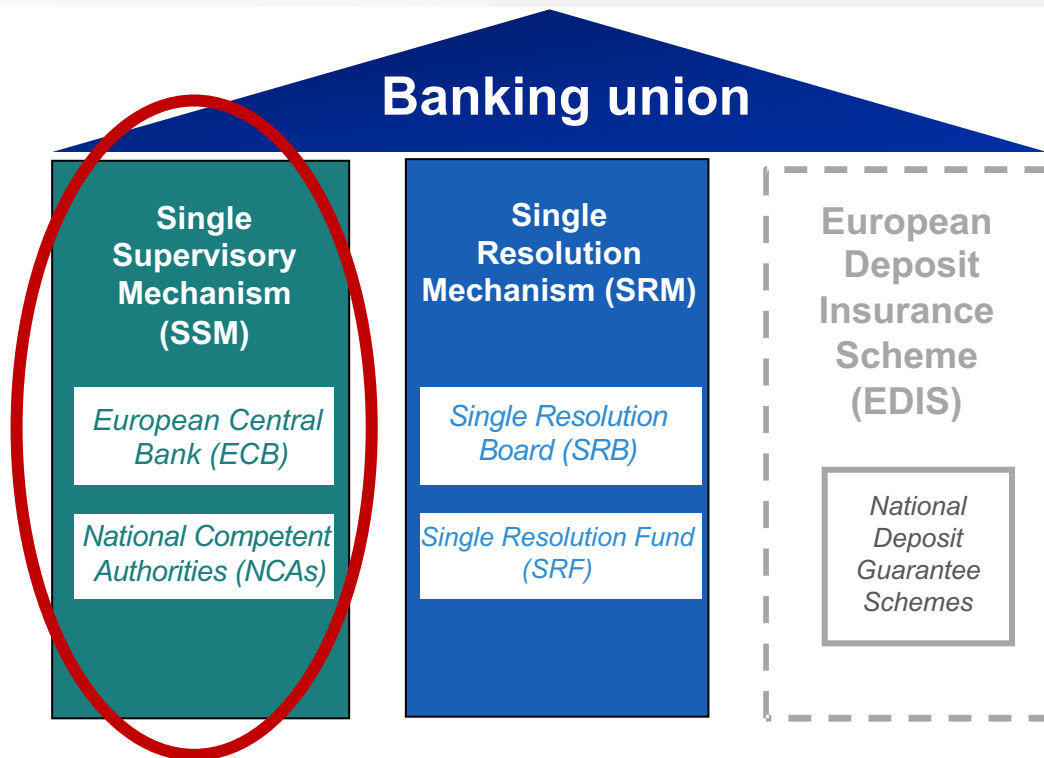 Banking union
Single
Supervisory
Mechanism
(SSM)
European Central
Bank (ECB)
National Competent
Authorities (NCAs)
Single
Resolution
Mechanism (SRM)
Single Resolution
Board (SRB)
Single Resolution Fund
(SRF)
European
Deposit
Insurance
Scheme
(EDIS)
National
Deposit
Guarantee
Schemes